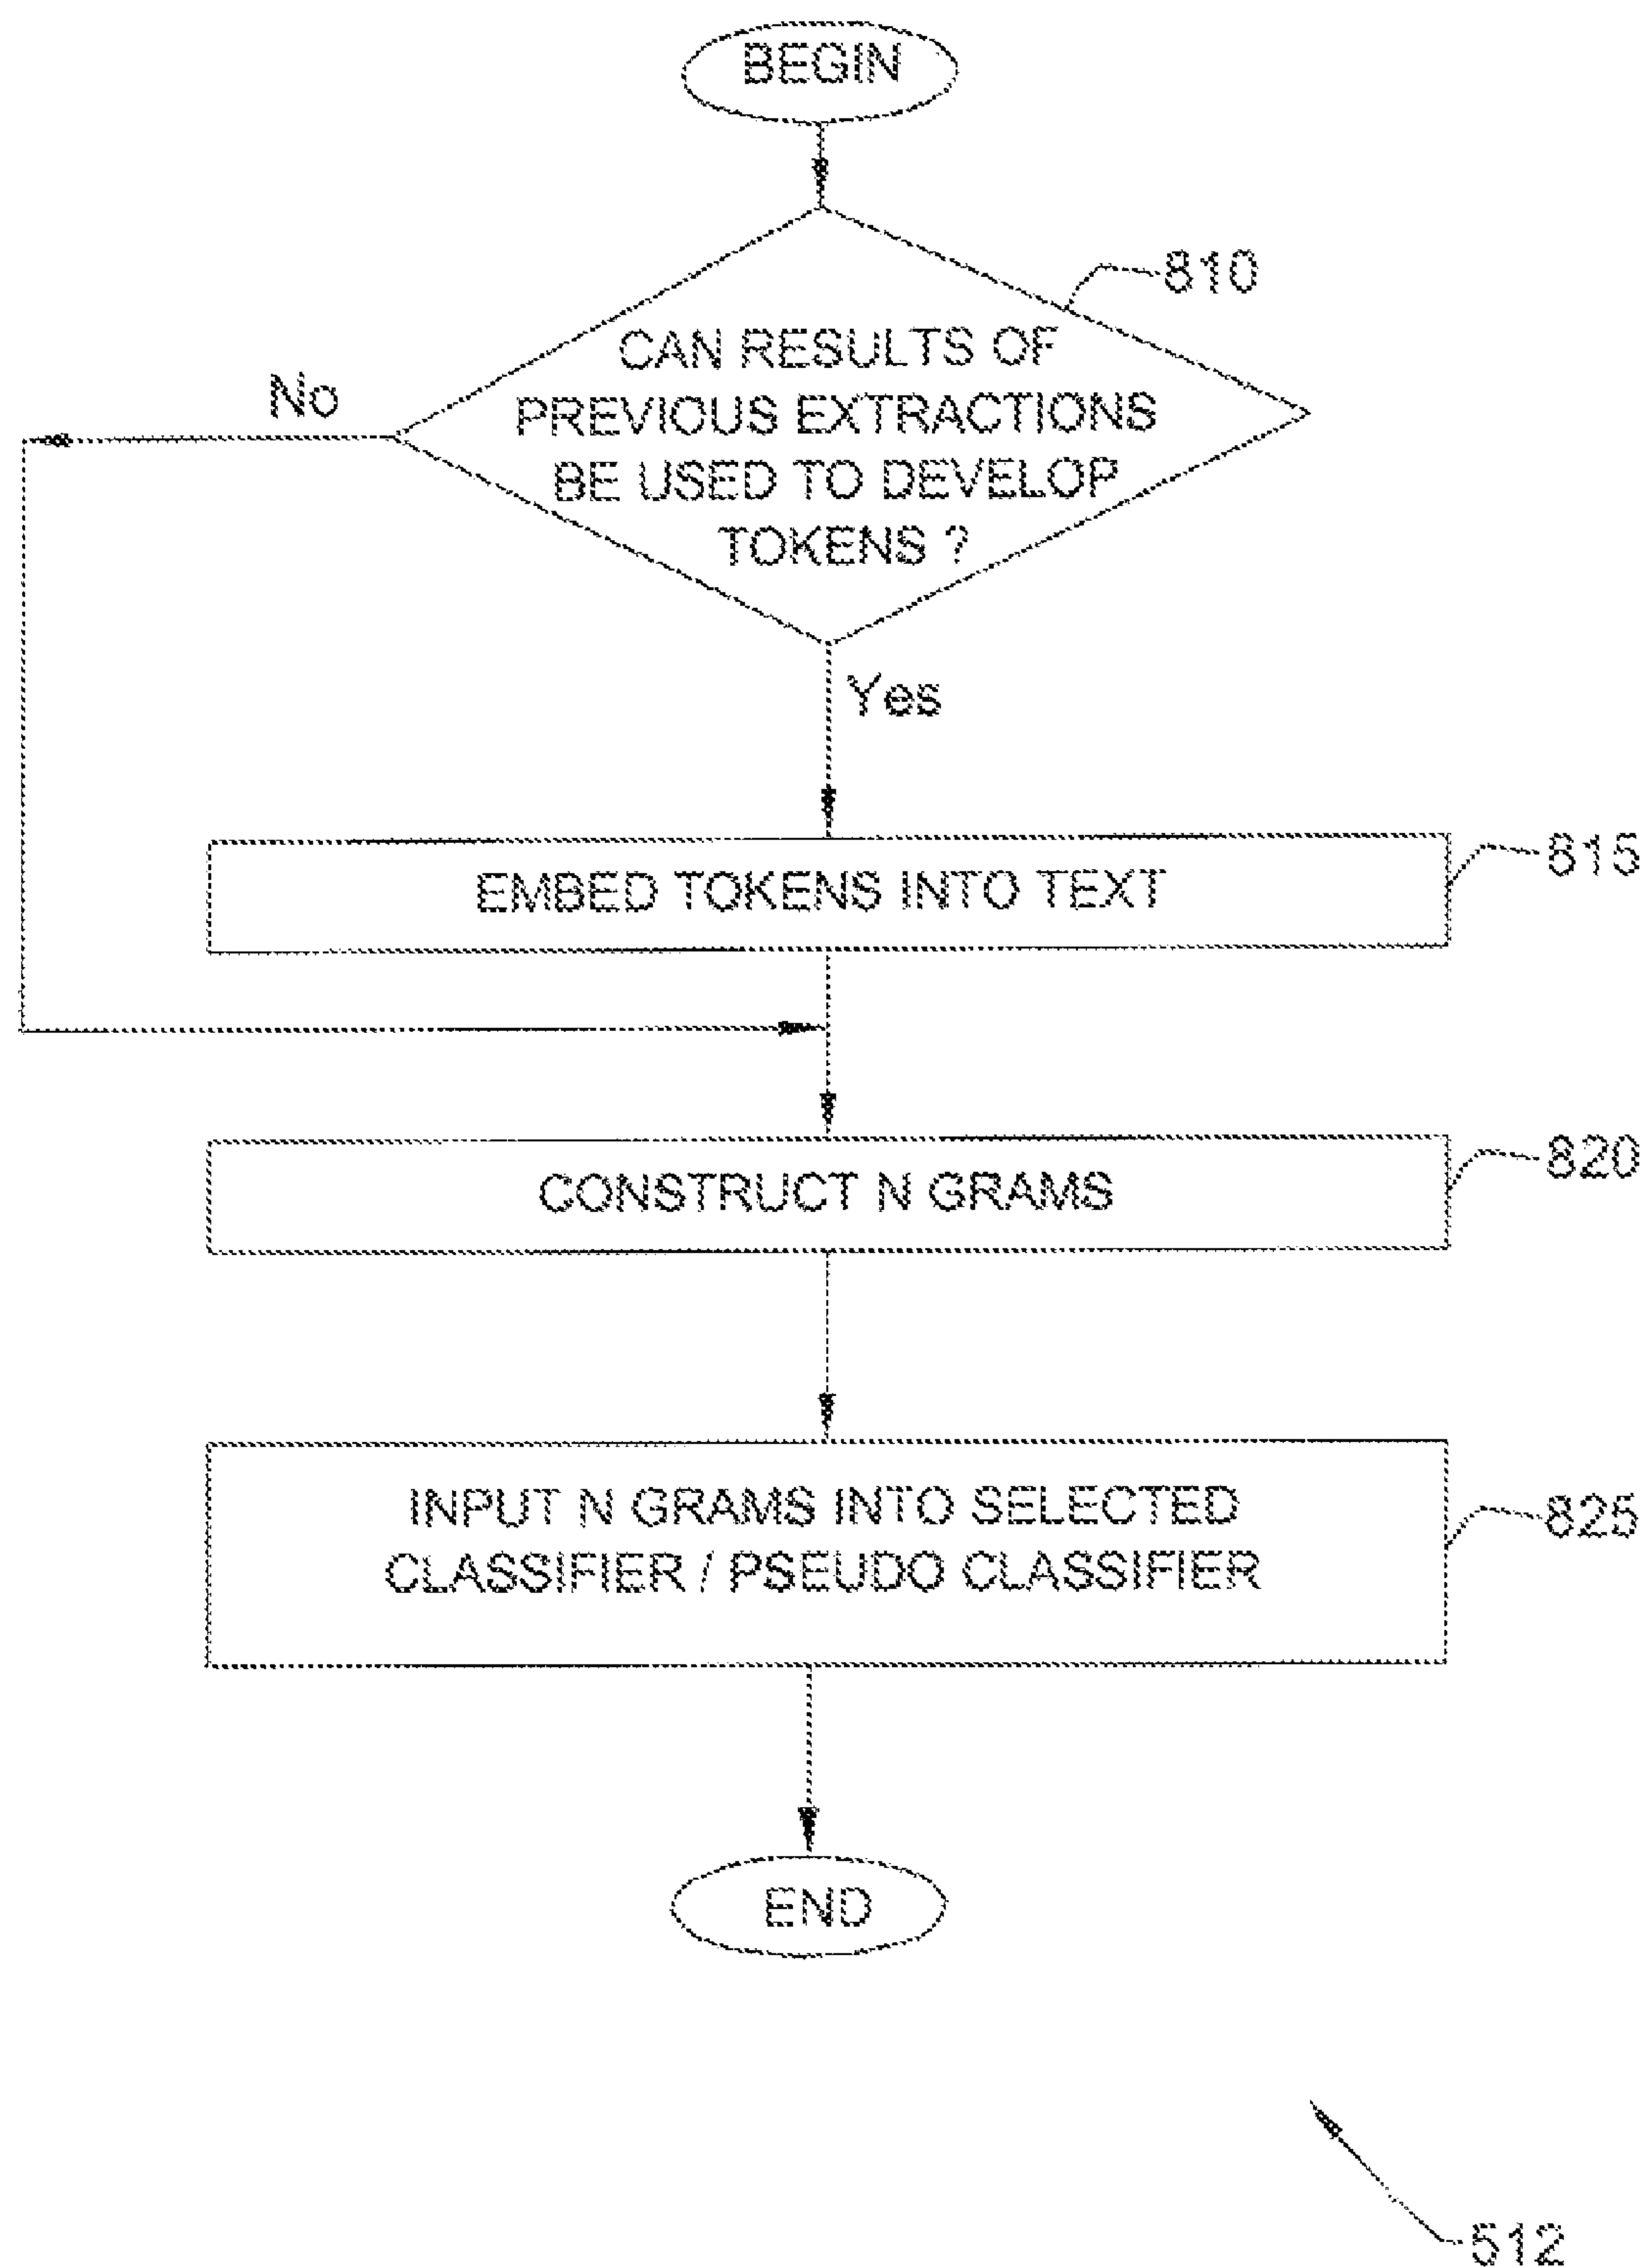 BEGIN
810
CAN RESULTS OF
PREVIOUS EXTRACTIONS
BE USED TO DEVELOP
TOKENS ?
No
Yes
EMBED TOKENS INTO TEXT
815
CONSTRUCT N GRAMS
820
INPUT N GRAMS INTO SELECTED
CLASSIFIER / PSEUDO CLASSIFIER
825
END
512